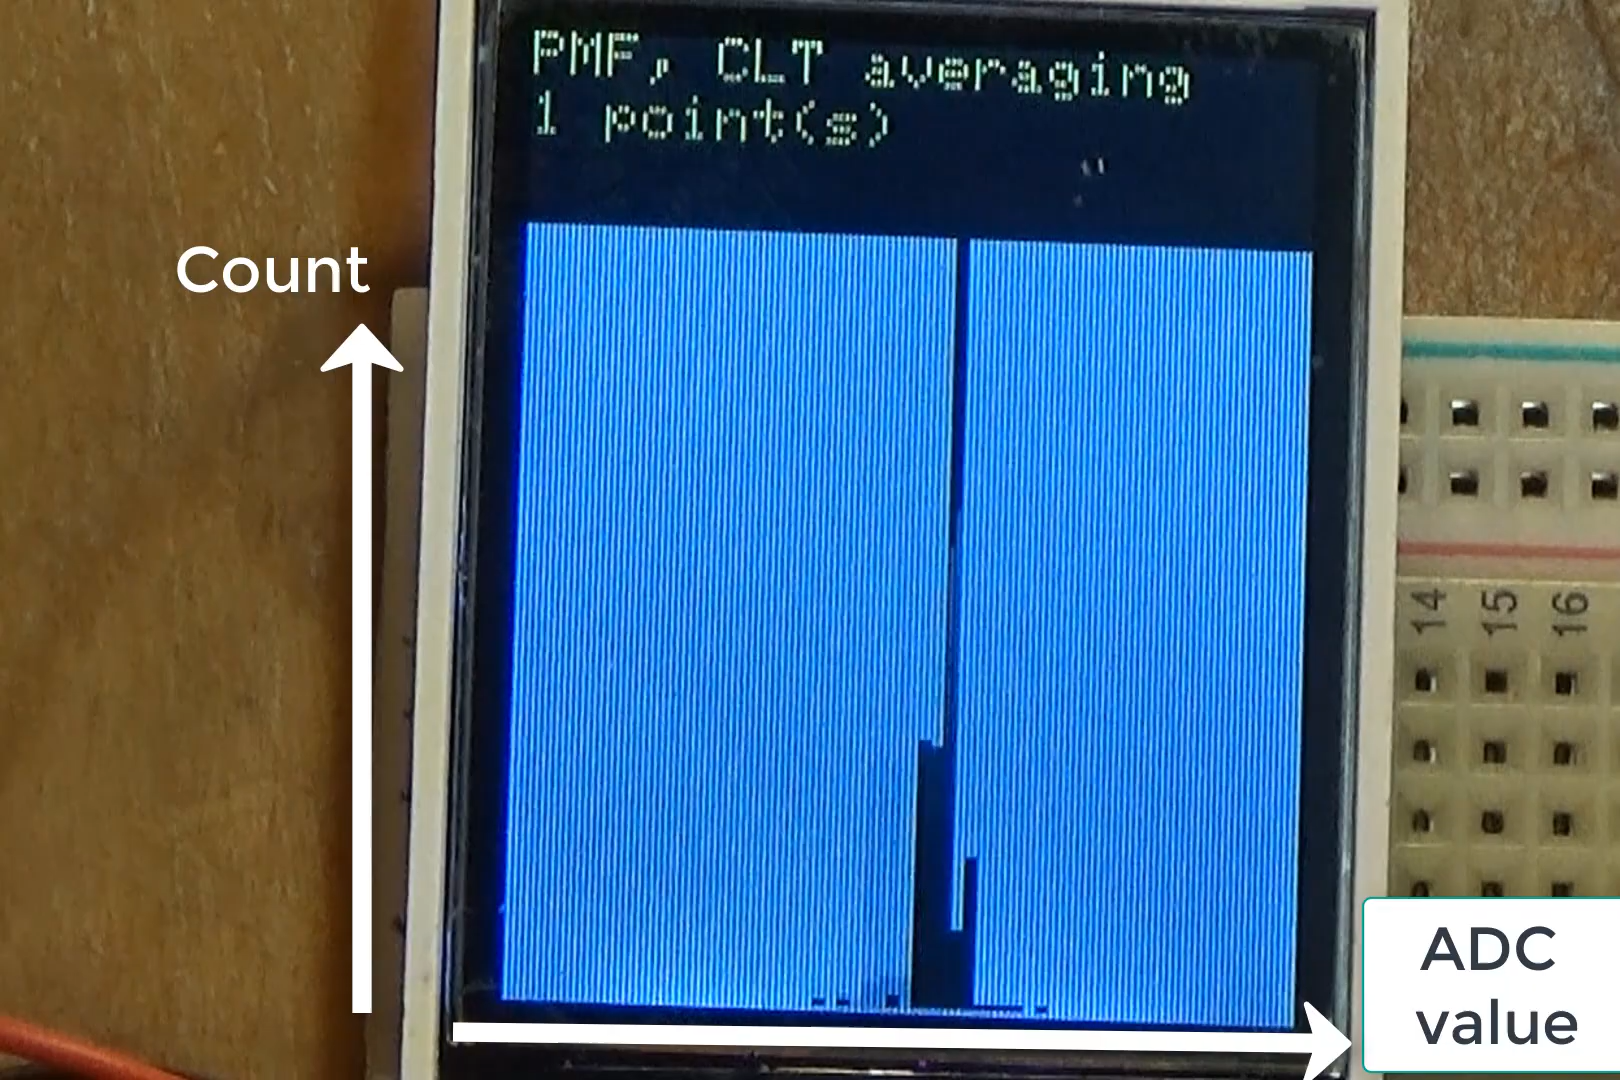 PMF, CLT averaging
1 point(s)
Count
14
15
16
ADC
value